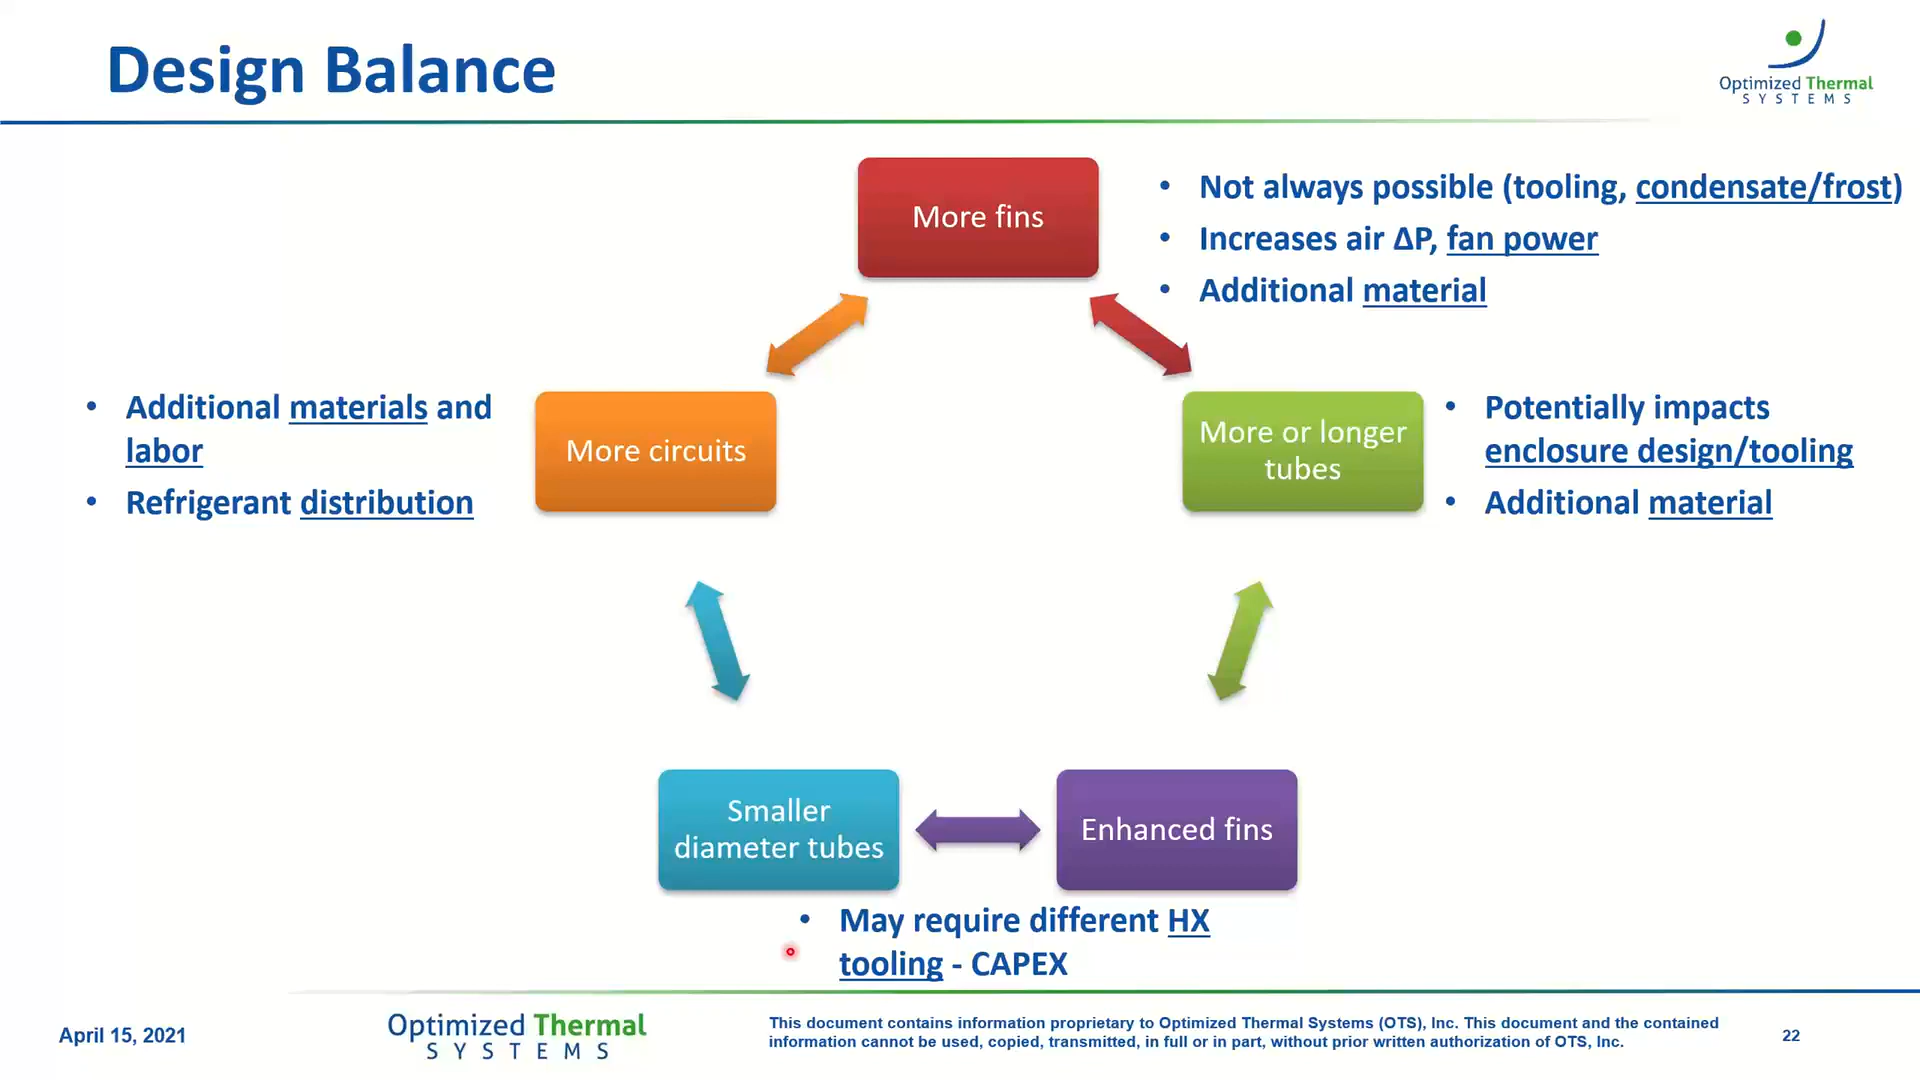 Design Balance
Optimized Thermal
SYSTEMS
More fins
• Not always possible (tooling, condensate/frost)
• Increases air ΔP, fan power
• Additional material
• Additional materials and
labor
• Refrigerant distribution
More circuits
More or longer
tubes
• Potentially impacts
enclosure design/tooling
• Additional material
Smaller
diameter tubes
Enhanced fins
• May require different HX
tooling - CAPEX
April 15, 2021
Optimized Thermal
SYSTEMS
This document contains information proprietary to Optimized Thermal Systems (OTS), Inc. This document and the contained
information cannot be used, copied, transmitted, in full or in part, without prior written authorization of OTS, Inc.
22